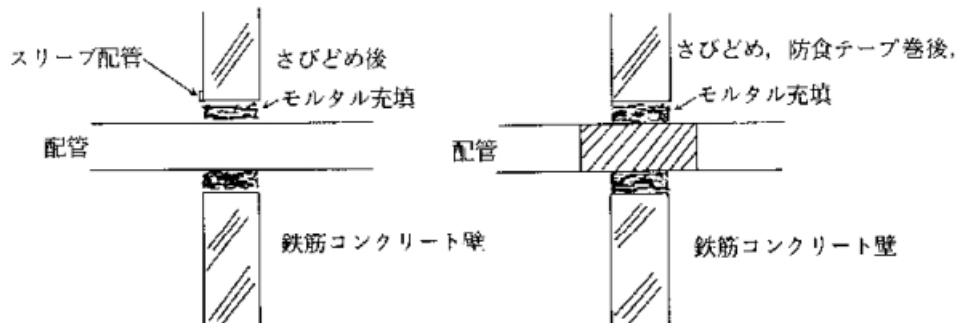 スリーブ配管
さびどめ後
モルタル充填
配管
鉄筋コンクリート壁
さびどめ，防食テープ巻後，
モルタル充填
配管
鉄筋コンクリート壁